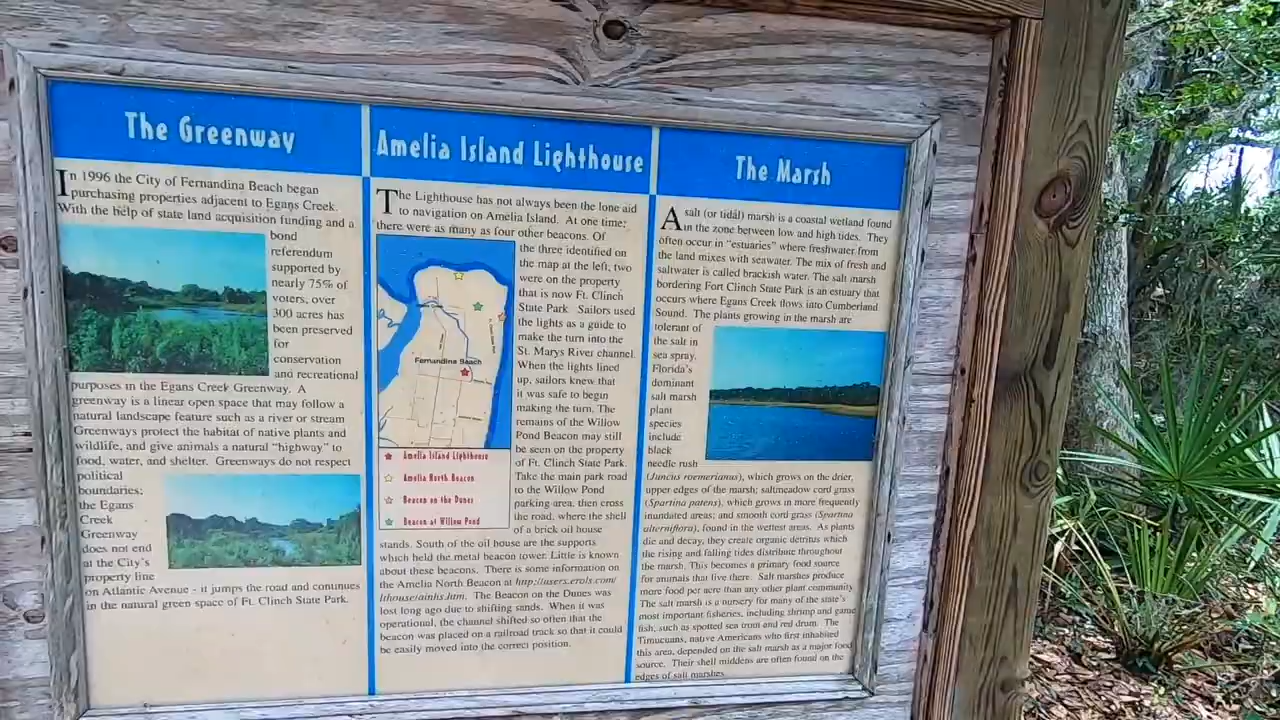 The Greenway
In 1996 the City of Fernandina Beach began
purchasing properties adjacent to Egans Creek.
With the help of state land acquisition funding and a
bond
referendum
supported by
nearly 75% of
voters, over
300 acres has
been preserved
for
conservation
and recreational
purposes in the Egans Creek Greenway. A
greenway is a linear open space that may follow a
natural landscape feature such as a river or stream
Greenways protect the habitat of native plants and
wildlife, and give animals a natural "highway" to
food, water, and shelter. Greenways do not respect
political
boundaries;
the Egans
Creek
Greenway
does not end
at the City's
property line
on Atlantic Avenue - it jumps the road and continues
in the natural green space of Ft. Clinch State Park.
Amelia Island Lighthouse
The Lighthouse has not always been the lone aid
to navigation on Amelia Island. At one time;
there were as many as four other beacons. Of
the three identified on
the map at the left, two
were on the property
that is now Ft. Clinch
State Park. Sailors used
the lights as a guide to
make the turn into the
St. Marys River channel.
When the lights lined
up, sailors knew that
it was safe to begin
making the turn. The
remains of the Willow
Pond Beacon may still
be seen on the property
of Ft. Clinch State Park.
Take the main park road
to the Willow Pond
parking area, then cross
the road, where the shell
of a brick oil house
stands. South of the oil house are the supports
which held the metal beacon tower. Little is known
about these beacons. There is some information on
the Amelia North Beacon at http://users.erols.com/
lthouse/ainhs.htm. The Beacon on the Dunes was
lost long ago due to shifting sands. When it was
operational, the channel shifted so often that the
beacon was placed on a railroad track so that it could
be easily moved into the correct position.
Fernandina Beach
Amelia Island Lighthouse
Amelia North Beacon
Beacon on the Dunes
Beacon at Willow Pond
The Marsh
A salt (or tidal) marsh is a coastal wetland found
in the zone between low and high tides. They
often occur in "estuaries" where freshwater from
the land mixes with seawater. The mix of fresh and
saltwater is called brackish water. The salt marsh
bordering Fort Clinch State Park is an estuary that
occurs where Egans Creek flows into Cumberland
Sound. The plants growing in the marsh are
tolerant of
the salt in
sea spray.
Florida's
dominant
salt marsh
plant
species
include
black
needle rush
(Juncus roemerianus), which grows on the drier,
upper edges of the marsh; saltmeadow cord grass
(Spartina patens), which grows in more frequently
inundated areas; and smooth cord grass (Spartina
alterniflora), found in the wettest areas. As plants
die and decay, they create organic detritus which
the rising and falling tides distribute throughout
the marsh. This becomes a primary food source
for animals that live there. Salt marshes produce
more food per acre than any other plant community
The salt marsh is a nursery for many of the state's
most important fisheries, including shrimp and game
fish, such as spotted sea trout and red drum. The
Timucuans, native Americans who first inhabited
this area, depended on the salt marsh as a major food
source. Their shell middens are often found on the
edges of salt marshes